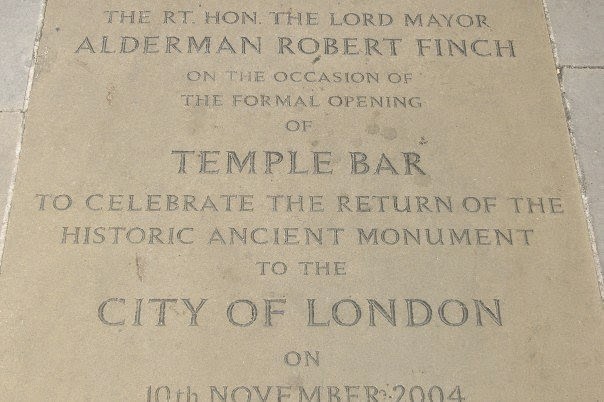 THE RT. HON. THE LORD MAYOR
ALDERMAN ROBERT FINCH
ON THE OCCASION OF
THE FORMAL OPENING
OF
TEMPLE BAR
TO CELEBRATE THE RETURN OF THE
HISTORIC ANCIENT MONUMENT
TO THE
CITY OF LONDON
ON
10th NOVEMBER 2004